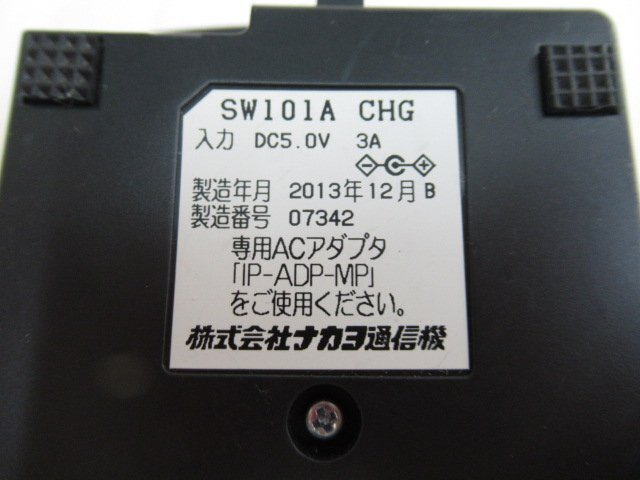 SW101A CHG
入力 DC5.0V 3A
製造年月 2013年12月 B
製造番号 07342
専用ACアダプタ
「IP-ADP-MP」
をご使用ください。
株式会社ナカヨ通信機